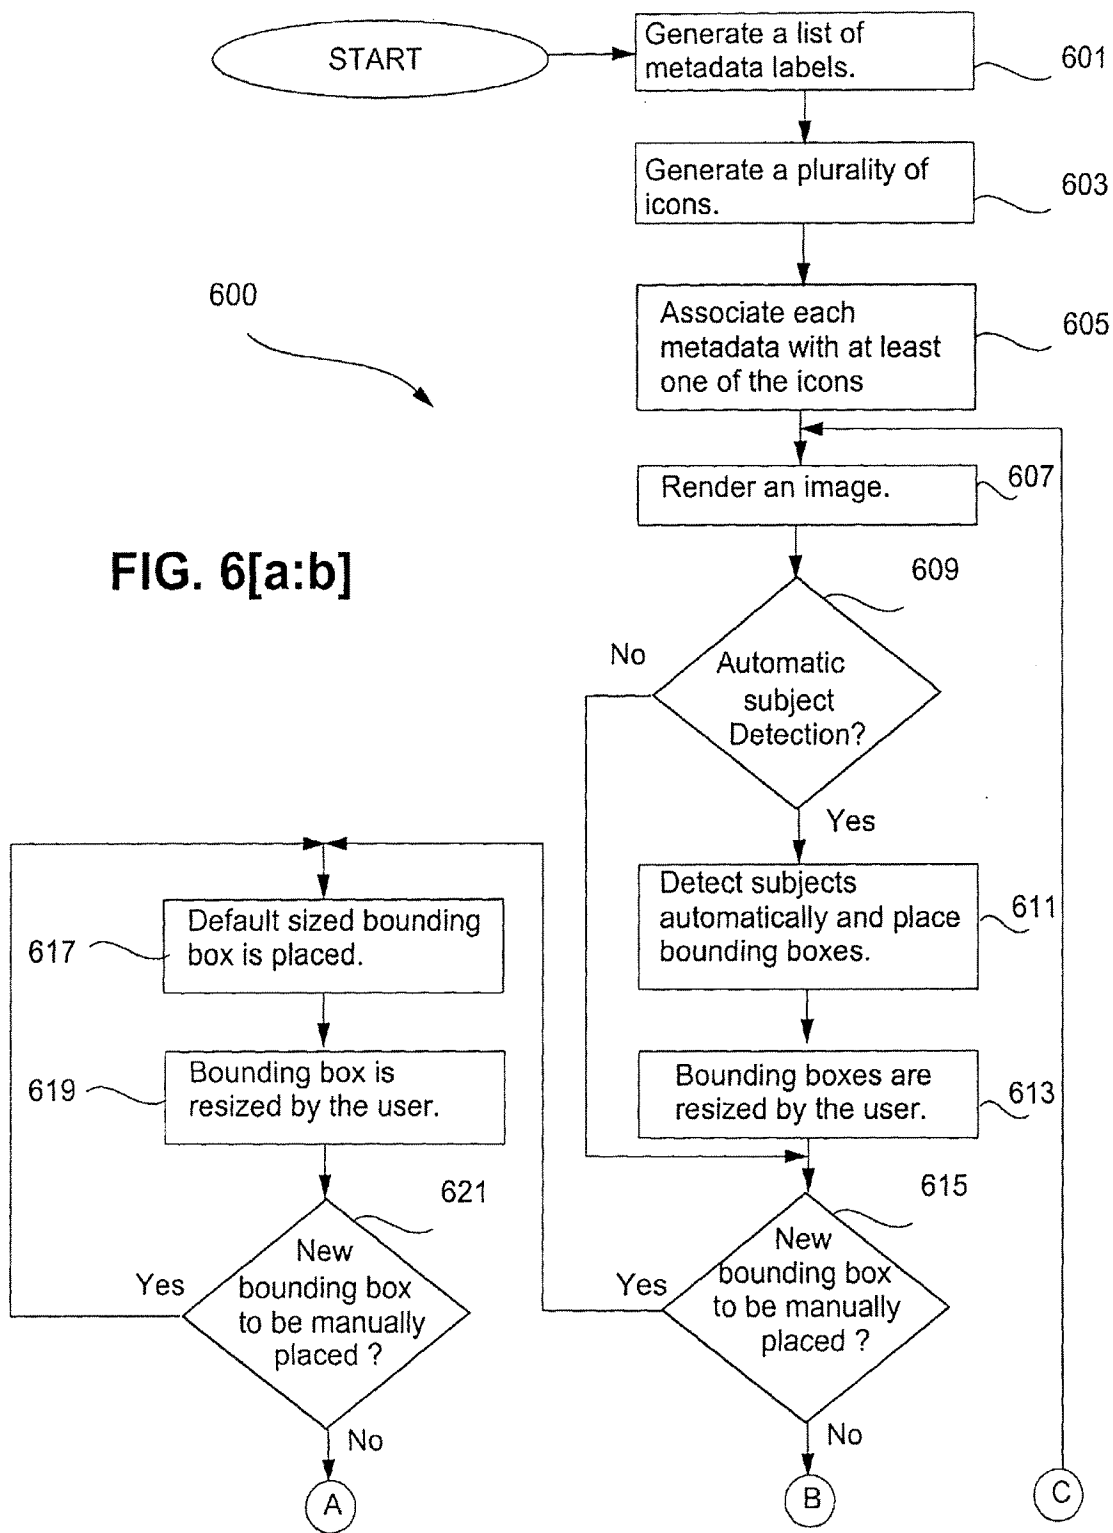 START
Generate a list of
metadata labels.
601
Generate a plurality of
icons.
603
600
Associate each
metadata with at least
one of the icons
605
Render an image.
607
FIG. 6[a:b]
609
No
Automatic
subject
Detection?
Yes
Detect subjects
automatically and place
bounding boxes.
611
Default sized bounding
box is placed.
617
Bounding box is
resized by the user.
619
Bounding boxes are
resized by the user.
613
621
615
Yes
New
bounding box
to be manually
placed ?
Yes
New
bounding box
to be manually
placed ?
No
No
A
B
C